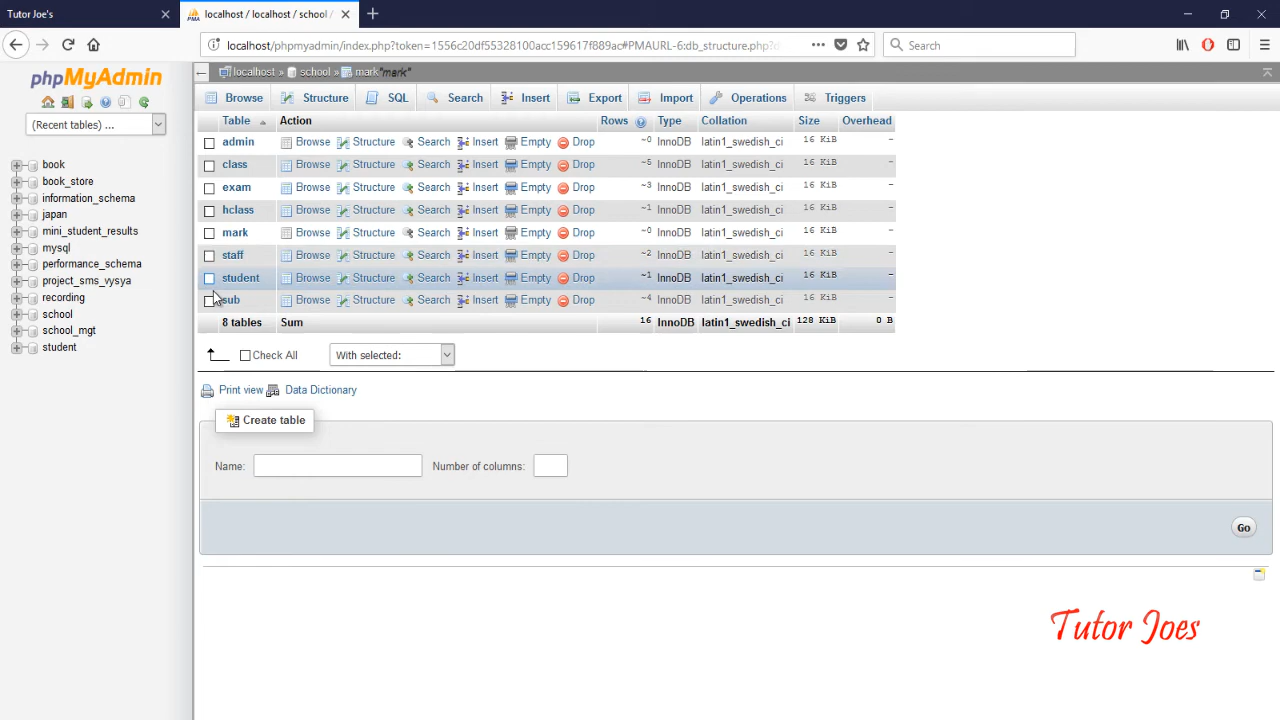 Tutor Joe's
localhost / localhost / school /
localhost/phpmyadmin/index.php?token=1556c20df55328100acc159617f889ac#PMAURL-6:db_structure.php?
Search
phpMyAdmin
(Recent tables) ...
book
book_store
information_schema
japan
mini_student_results
mysql
performance_schema
project_sms_vysya
recording
school
school_mgt
student
localhost » school » mark "mark"
Browse Structure SQL Search Insert Export Import Operations Triggers
Table Action Rows Type Collation Size Overhead
admin Browse Structure Search Insert Empty Drop ~0 InnoDB latin1_swedish_ci 16 KiB -
class Browse Structure Search Insert Empty Drop ~5 InnoDB latin1_swedish_ci 16 KiB -
exam Browse Structure Search Insert Empty Drop ~3 InnoDB latin1_swedish_ci 16 KiB -
hclass Browse Structure Search Insert Empty Drop ~1 InnoDB latin1_swedish_ci 16 KiB -
mark Browse Structure Search Insert Empty Drop ~0 InnoDB latin1_swedish_ci 16 KiB -
staff Browse Structure Search Insert Empty Drop ~2 InnoDB latin1_swedish_ci 16 KiB -
student Browse Structure Search Insert Empty Drop ~1 InnoDB latin1_swedish_ci 16 KiB -
sub Browse Structure Search Insert Empty Drop ~4 InnoDB latin1_swedish_ci 16 KiB -
8 tables Sum 16 InnoDB latin1_swedish_ci 128 KiB 0 B
Check All With selected:
Print view Data Dictionary
Create table
Name: Number of columns:
Go
Tutor Joes